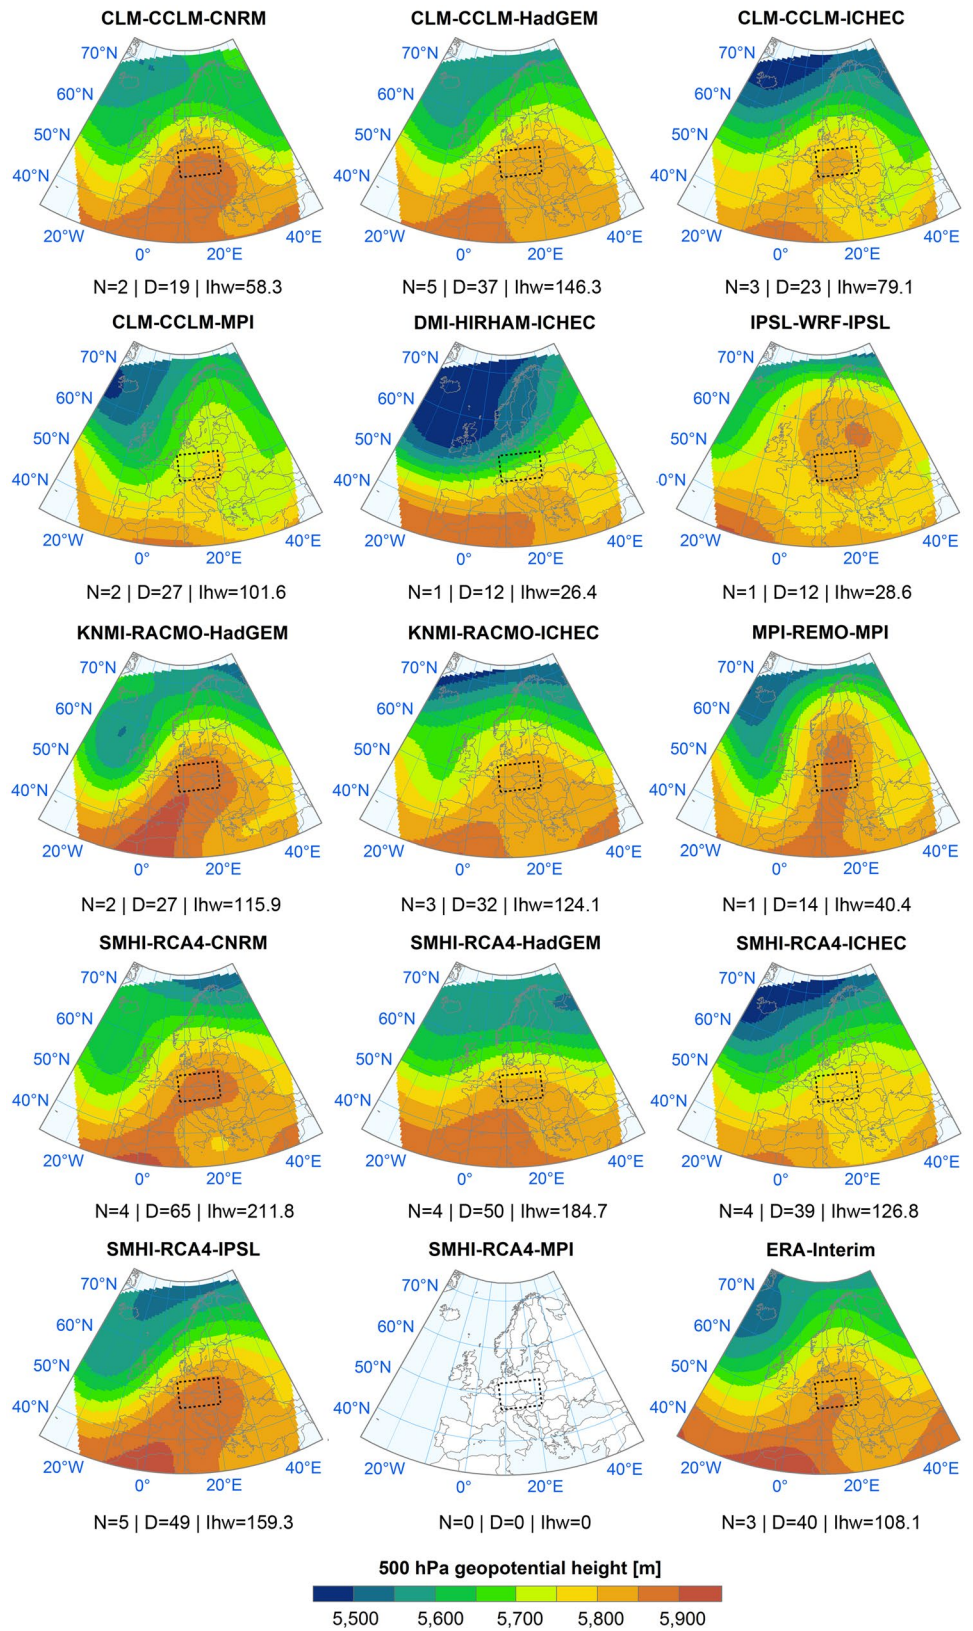 CLM-CCLM-CNRM CLM-CCLM-HadGEM CLM-CCLM-ICHEC
70°N 70°N 70°N
60°N 60°N 60°N
50°N 50°N 50°N
40°N 40°N 40°N
20°W 0° 20°E 40°E 20°W 0° 20°E 40°E 20°W 0° 20°E 40°E
N=2 | D=19 | Ihw=58.3 N=5 | D=37 | Ihw=146.3 N=3 | D=23 | Ihw=79.1
CLM-CCLM-MPI DMI-HIRHAM-ICHEC IPSL-WRF-IPSL
70°N 70°N 70°N
60°N 60°N 60°N
50°N 50°N 50°N
40°N 40°N 0°N
20°W 0° 20°E 40°E 20°W 0° 20°E 40°E 20°W 0° 20°E 40°E
N=2 | D=27 | Ihw=101.6 N=1 | D=12 | Ihw=26.4 N=1 | D=12 | Ihw=28.6
KNMI-RACMO-HadGEM KNMI-RACMO-ICHEC MPI-REMO-MPI
70°N 70°N 70°N
60°N 60°N 60°N
50°N 50°N 50°N
40°N 40°N 40°N
20°W 0° 20°E 40°E 20°W 0° 20°E 40°E 20°W 0° 20°E 40°E
N=2 | D=27 | Ihw=115.9 N=3 | D=32 | Ihw=124.1 N=1 | D=14 | Ihw=40.4
SMHI-RCA4-CNRM SMHI-RCA4-HadGEM SMHI-RCA4-ICHEC
70°N 70°N 70°N
60°N 60°N 60°N
50°N 50°N 50°N
40°N 40°N 40°N
20°W 0° 20°E 40°E 20°W 0° 20°E 40°E 20°W 0° 20°E 40°E
N=4 | D=65 | Ihw=211.8 N=4 | D=50 | Ihw=184.7 N=4 | D=39 | Ihw=126.8
SMHI-RCA4-IPSL SMHI-RCA4-MPI ERA-Interim
70°N 70°N 70°N
60°N 60°N 60°N
50°N 50°N 50°N
40°N 40°N 40°N
20°W 0° 20°E 40°E 20°W 0° 20°E 40°E 20°W 0° 20°E 40°E
N=5 | D=49 | Ihw=159.3 N=0 | D=0 | Ihw=0 N=3 | D=40 | Ihw=108.1
500 hPa geopotential height [m]
5,500 5,600 5,700 5,800 5,900